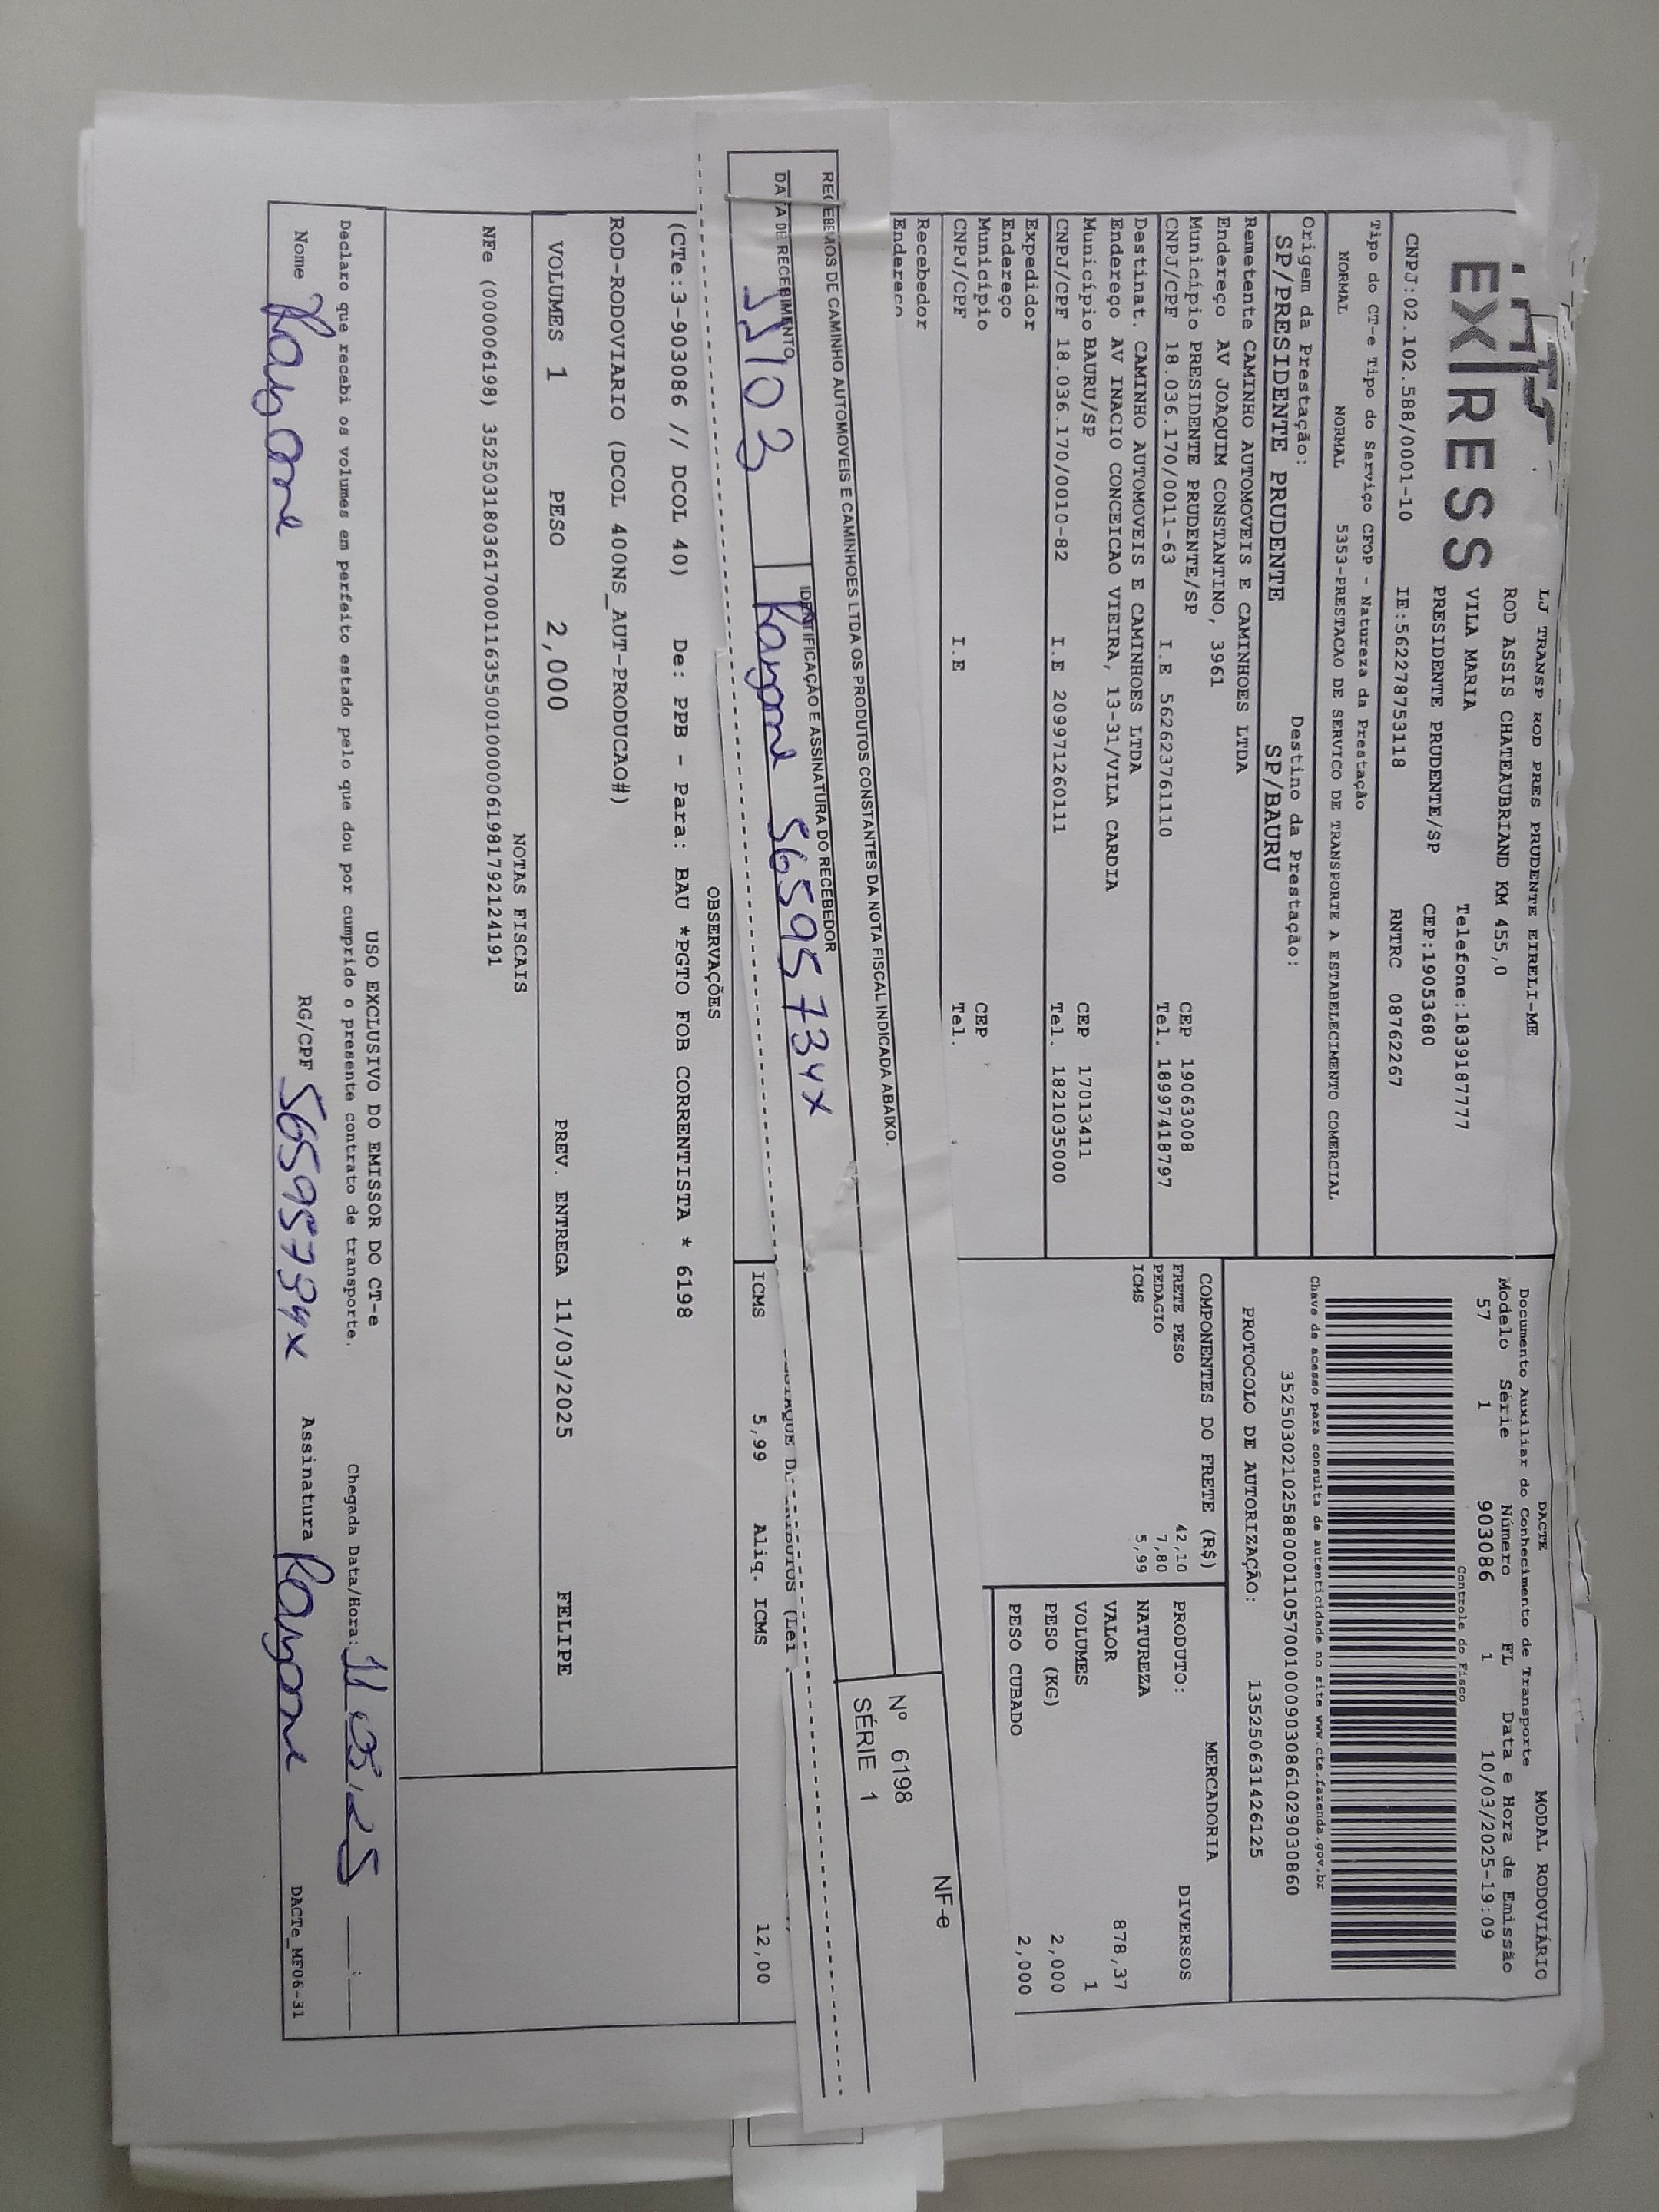 EXPRESS
LJ TRANSP ROD PRES PRUDENTE EIRELI-ME
ROD ASSIS CHATEAUBRIAND KM 455,0
VILA MARIA Telefone:1839187777
PRESIDENTE PRUDENTE/SP CEP:19053680
CNPJ:02.102.588/0001-10 IE:562278753118 RNTRC 08762267
DACTE MODAL RODOVIÁRIO
Documento Auxiliar do Conhecimento de Transporte
Modelo Série Número FL Data e Hora de Emissão
57 1 903086 1 10/03/2025-19:09
Controle do Fisco
Chave de acesso para consulta de autenticidade no site www.cte.fazenda.gov.br
35250302102588000110570010009030861029030860
PROTOCOLO DE AUTORIZAÇÃO: 135250631426125
Tipo do CT-e Tipo do Serviço CFOP - Natureza da Prestação
NORMAL NORMAL 5353-PRESTACAO DE SERVICO DE TRANSPORTE A ESTABELECIMENTO COMERCIAL
Origem da Prestação: Destino da Prestação:
SP/PRESIDENTE PRUDENTE SP/BAURU
Remetente CAMINHO AUTOMOVEIS E CAMINHOES LTDA
Endereço AV JOAQUIM CONSTANTINO, 3961
Município PRESIDENTE PRUDENTE/SP CEP 19063008
CNPJ/CPF 18.036.170/0011-63 I.E 562623761110 Tel. 18997418797
Destinat. CAMINHO AUTOMOVEIS E CAMINHOES LTDA
Endereço AV INACIO CONCEICAO VIEIRA, 13-31/VILA CARDIA
Município BAURU/SP CEP 17013411
CNPJ/CPF 18.036.170/0010-82 I.E 209971260111 Tel. 1821035000
Expedidor
Endereço
Município CEP
CNPJ/CPF I.E Tel.
Recebedor
Endereço
COMPONENTES DO FRETE (R$)
FRETE PESO 42,10
PEDAGIO 7,80
ICMS 5,99
MERCADORIA
PRODUTO: DIVERSOS
NATUREZA
VALOR 878,37
VOLUMES 1
PESO (KG) 2,000
PESO CUBADO 2,000
NF-e
Nº 6198
SÉRIE 1
RECEBEMOS DE CAMINHO AUTOMOVEIS E CAMINHOES LTDA OS PRODUTOS CONSTANTES DA NOTA FISCAL INDICADA ABAIXO.
DATA DE RECEBIMENTO IDENTIFICAÇÃO E ASSINATURA DO RECEBEDOR
11/03 Rayane 56595734x
(Lei
ICMS 5,99 Aliq. ICMS 12,00
OBSERVAÇÕES
(CTe:3-903086 // DCOL 40) De: PPB - Para: BAU *PGTO FOB CORRENTISTA * 6198
ROD-RODOVIARIO (DCOL 400NS_AUT-PRODUCAO#)
VOLUMES 1 PESO 2,000 PREV. ENTREGA 11/03/2025 FELIPE
NOTAS FISCAIS
NFe (000006198) 35250318036170001163550010000061981792124191
USO EXCLUSIVO DO EMISSOR DO CT-e
Declaro que recebi os volumes em perfeito estado pelo que dou por cumprido o presente contrato de transporte. Chegada Data/Hora: 11 03 25 __:__
Nome Rayane RG/CPF 56595734x Assinatura Rayane
DACTe_MF06-31